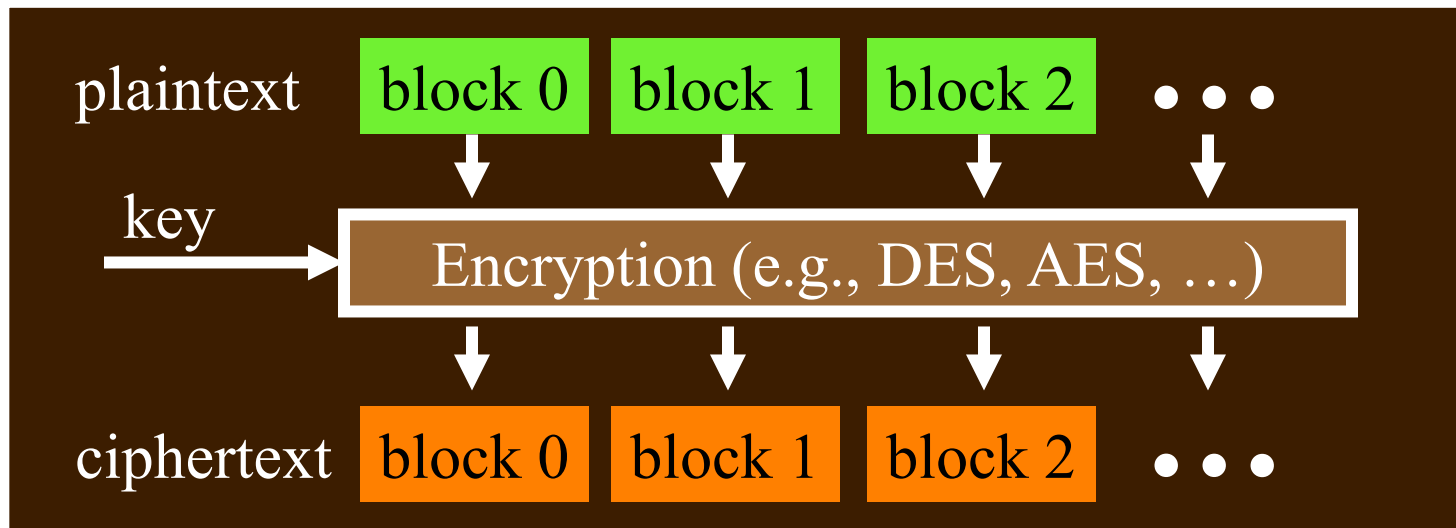 plaintext block 0 block 1 block 2 •••
key
Encryption (e.g., DES, AES, …)
ciphertext block 0 block 1 block 2 •••